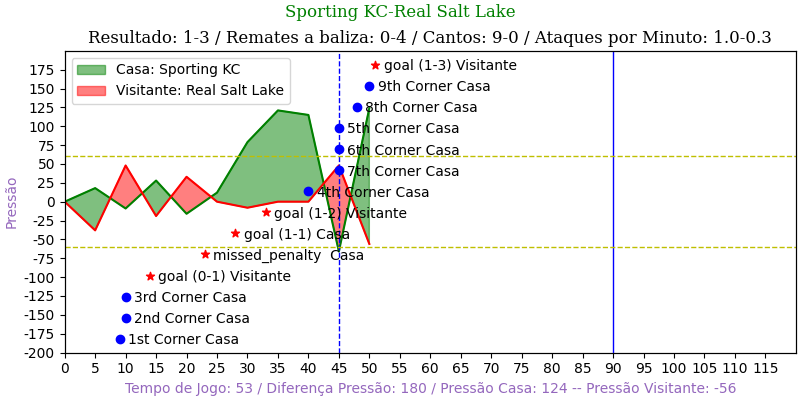 Sporting KC-Real Salt Lake
Resultado: 1-3 / Remates a baliza: 0-4 / Cantos: 9-0 / Ataques por Minuto: 1.0-0.3
Casa: Sporting KC
Visitante: Real Salt Lake
goal (1-3) Visitante
9th Corner Casa
8th Corner Casa
5th Corner Casa
6th Corner Casa
7th Corner Casa
4th Corner Casa
goal (1-2) Visitante
goal (1-1) Casa
missed_penalty  Casa
goal (0-1) Visitante
3rd Corner Casa
2nd Corner Casa
1st Corner Casa
Pressão
175
150
125
100
75
50
25
0
-25
-50
-75
-100
-125
-150
-175
-200
0 5 10 15 20 25 30 35 40 45 50 55 60 65 70 75 80 85 90 95 100 105 110 115
Tempo de Jogo: 53 / Diferença Pressão: 180 / Pressão Casa: 124 -- Pressão Visitante: -56